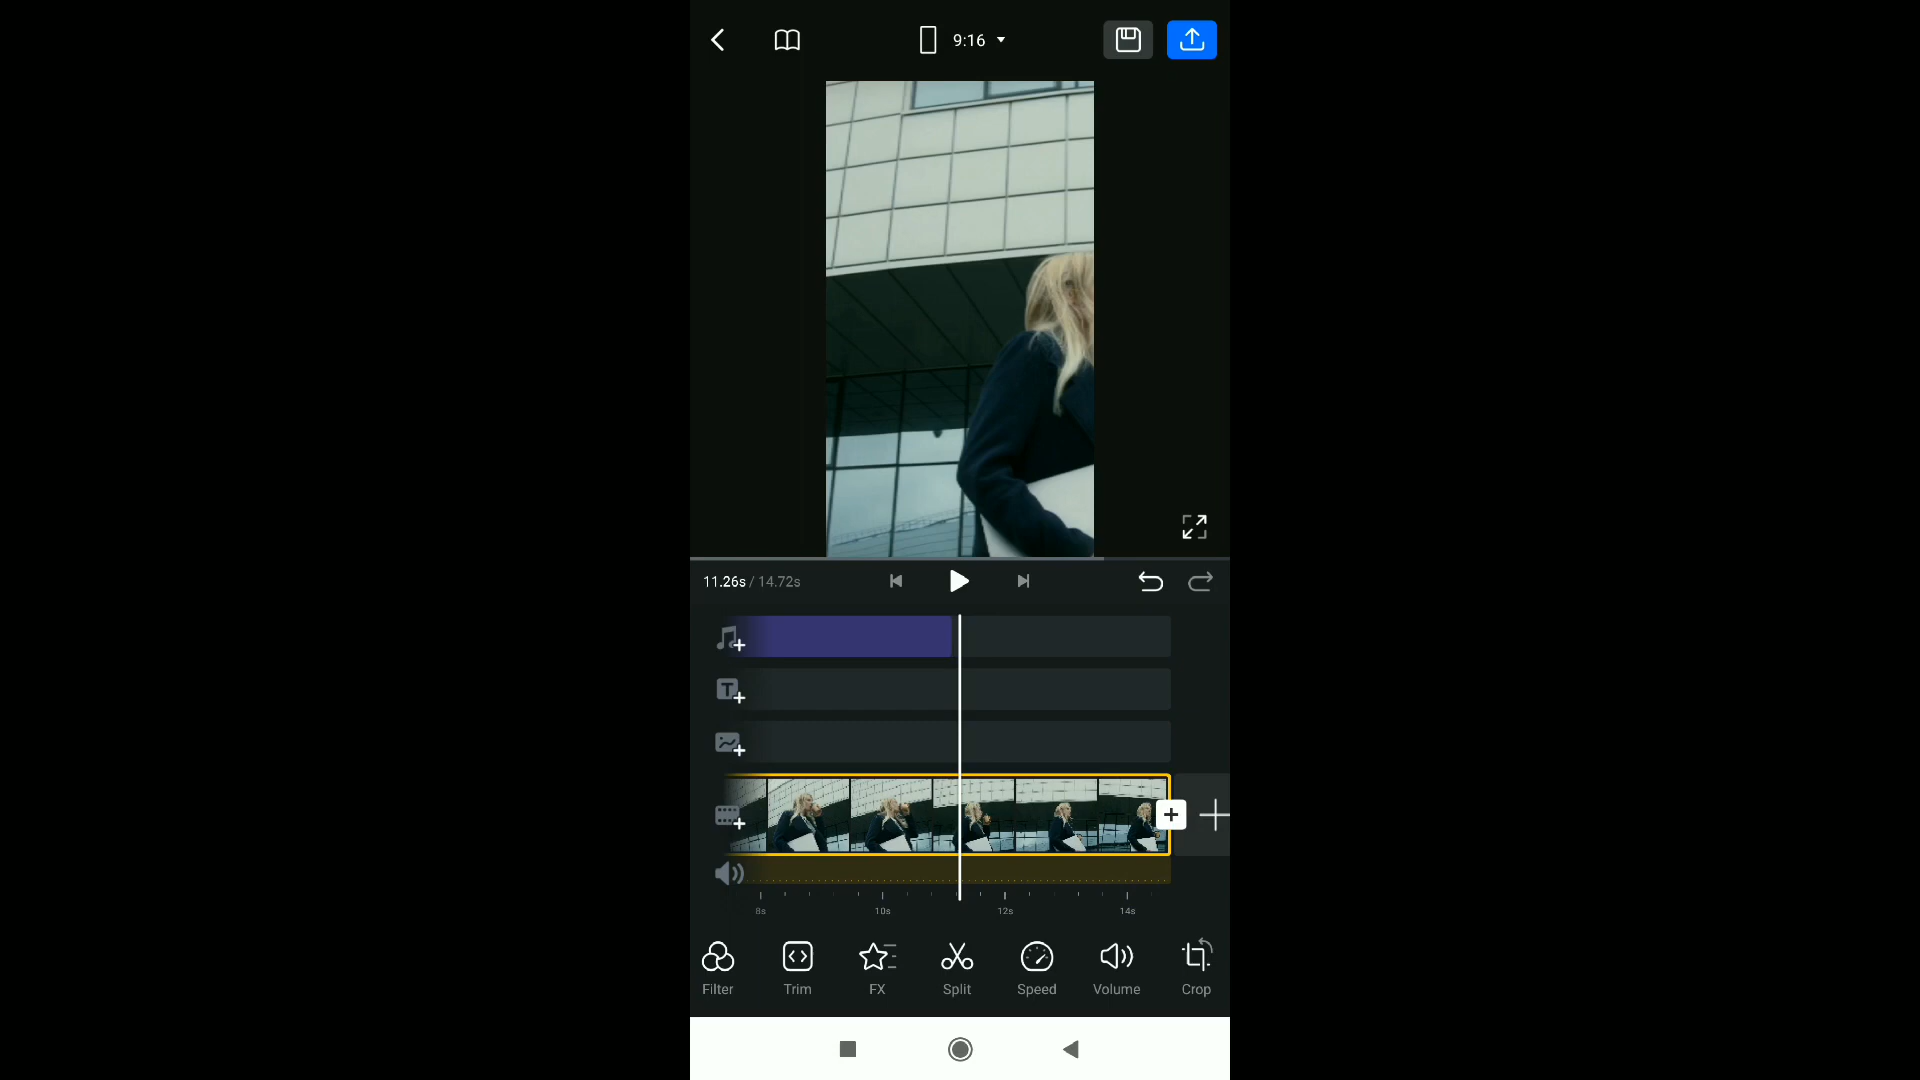 9:16
11.26s / 14.72s
T
8s 10s 12s 14s
Filter Trim FX Split Speed Volume Crop